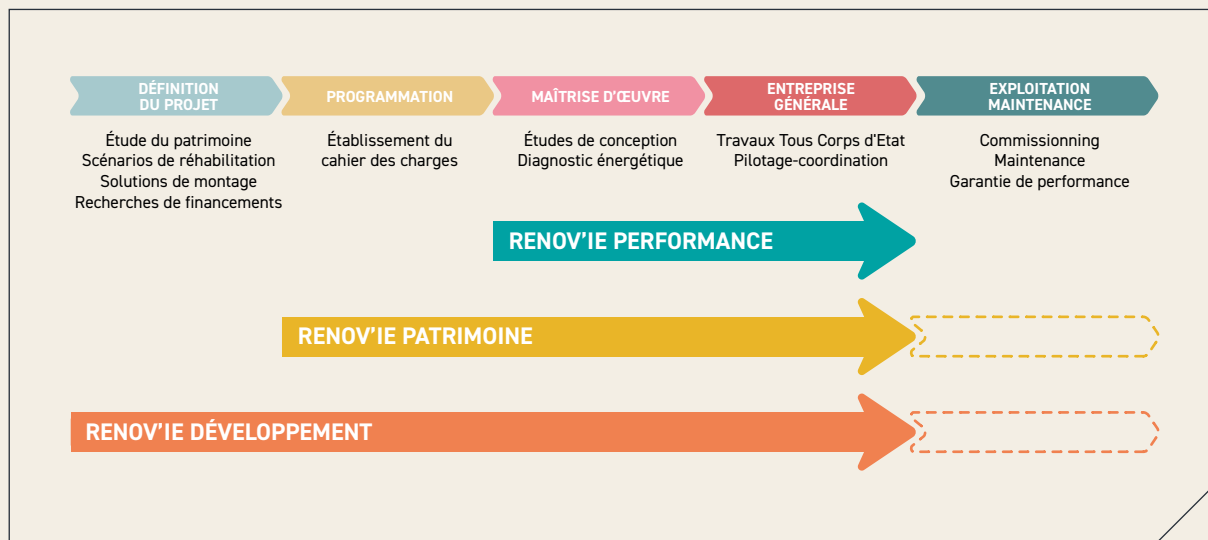 DÉFINITION
DU PROJET
PROGRAMMATION
MAÎTRISE D'ŒUVRE
ENTREPRISE
GÉNÉRALE
EXPLOITATION
MAINTENANCE
Étude du patrimoine
Scénarios de réhabilitation
Solutions de montage
Recherches de financements
Établissement du
cahier des charges
Études de conception
Diagnostic énergétique
Travaux Tous Corps d'Etat
Pilotage-coordination
Commissionning
Maintenance
Garantie de performance
RENOV'IE PERFORMANCE
RENOV'IE PATRIMOINE
RENOV'IE DÉVELOPPEMENT